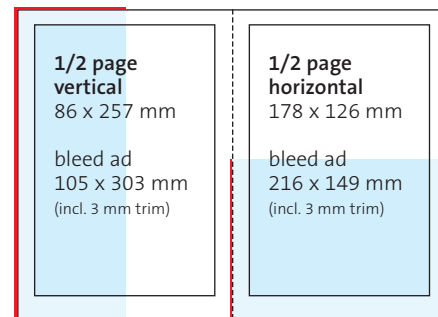 1/2 page
vertical
86 x 257 mm
bleed ad
105 x 303 mm
(incl. 3 mm trim)
1/2 page
horizontal
178 x 126 mm
bleed ad
216 x 149 mm
(incl. 3 mm trim)